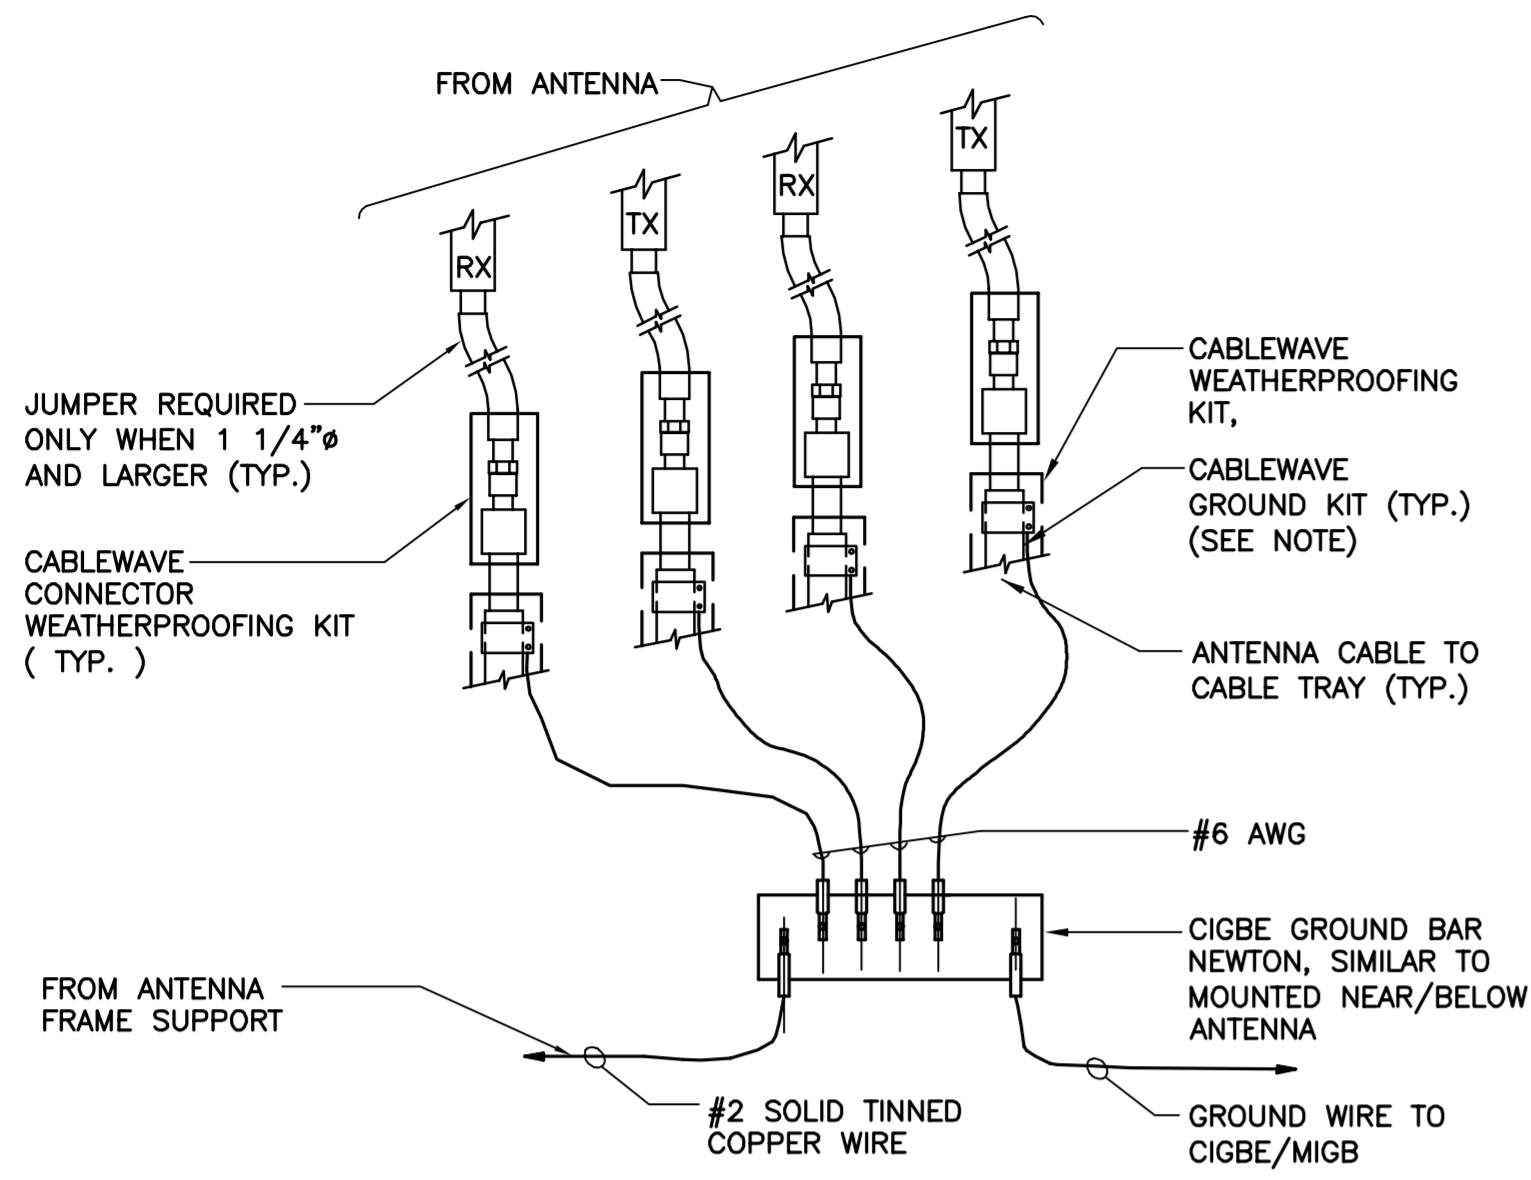 FROM ANTENNA
TX
RX
TX
RX
JUMPER REQUIRED
ONLY WHEN 1 1/4"ø
AND LARGER (TYP.)
CABLEWAVE
CONNECTOR
WEATHERPROOFING KIT
( TYP. )
CABLEWAVE
WEATHERPROOFING
KIT,
CABLEWAVE
GROUND KIT (TYP.)
(SEE NOTE)
ANTENNA CABLE TO
CABLE TRAY (TYP.)
#6 AWG
CIGBE GROUND BAR
NEWTON, SIMILAR TO
MOUNTED NEAR/BELOW
ANTENNA
FROM ANTENNA
FRAME SUPPORT
#2 SOLID TINNED
COPPER WIRE
GROUND WIRE TO
CIGBE/MIGB